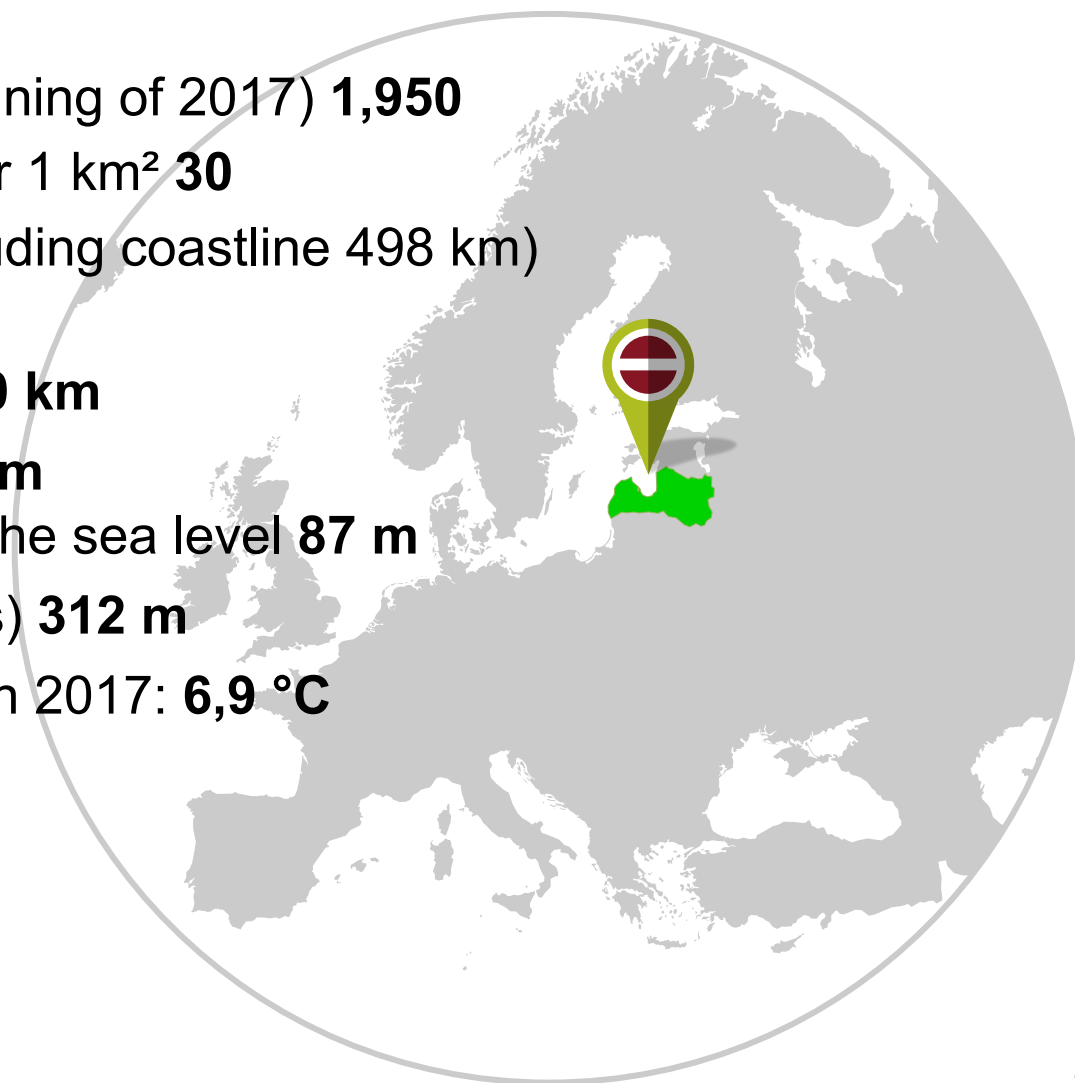 ning of 2017) 1,950
r 1 km² 30
uding coastline 498 km)
0 km
m
he sea level 87 m
s) 312 m
n 2017: 6,9 °C